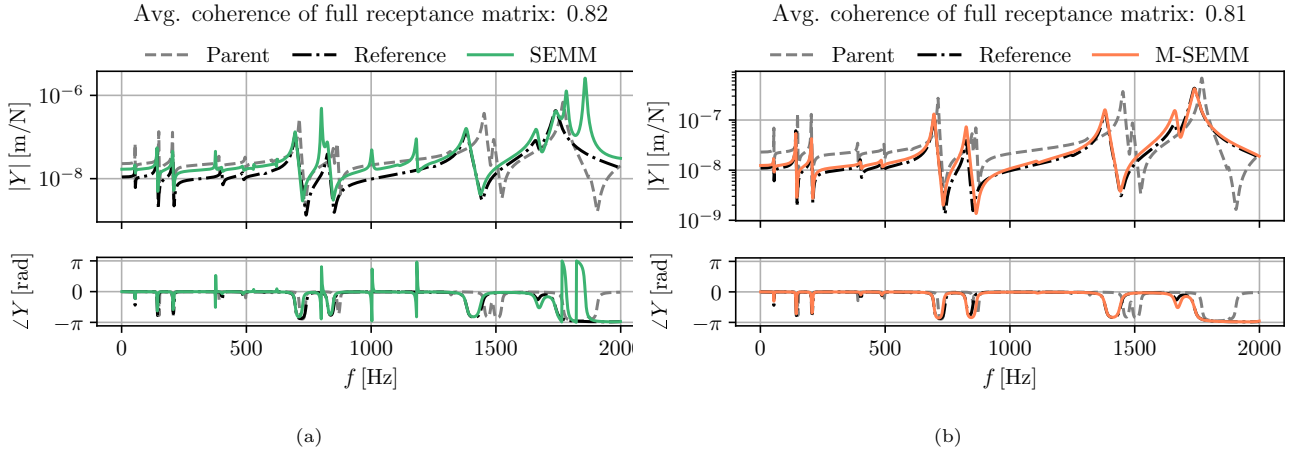 Avg. coherence of full receptance matrix: 0.82
Parent Reference SEMM
10⁻⁶
10⁻⁸
|Y| [m/N]
π
0
−π
∠Y [rad]
0 500 1000 1500 2000
f [Hz]
(a)
Avg. coherence of full receptance matrix: 0.81
Parent Reference M-SEMM
10⁻⁷
10⁻⁸
10⁻⁹
|Y| [m/N]
π
0
−π
∠Y [rad]
0 500 1000 1500 2000
f [Hz]
(b)